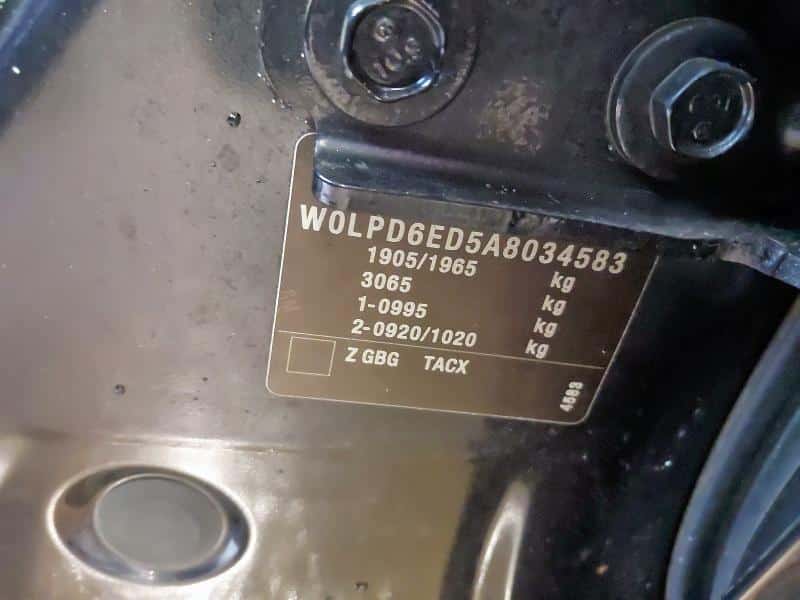 W0LPD6ED5A8034583
1905/1965 kg
3065 kg
1-0995 kg
2-0920/1020 kg
Z GBG TACX
4583